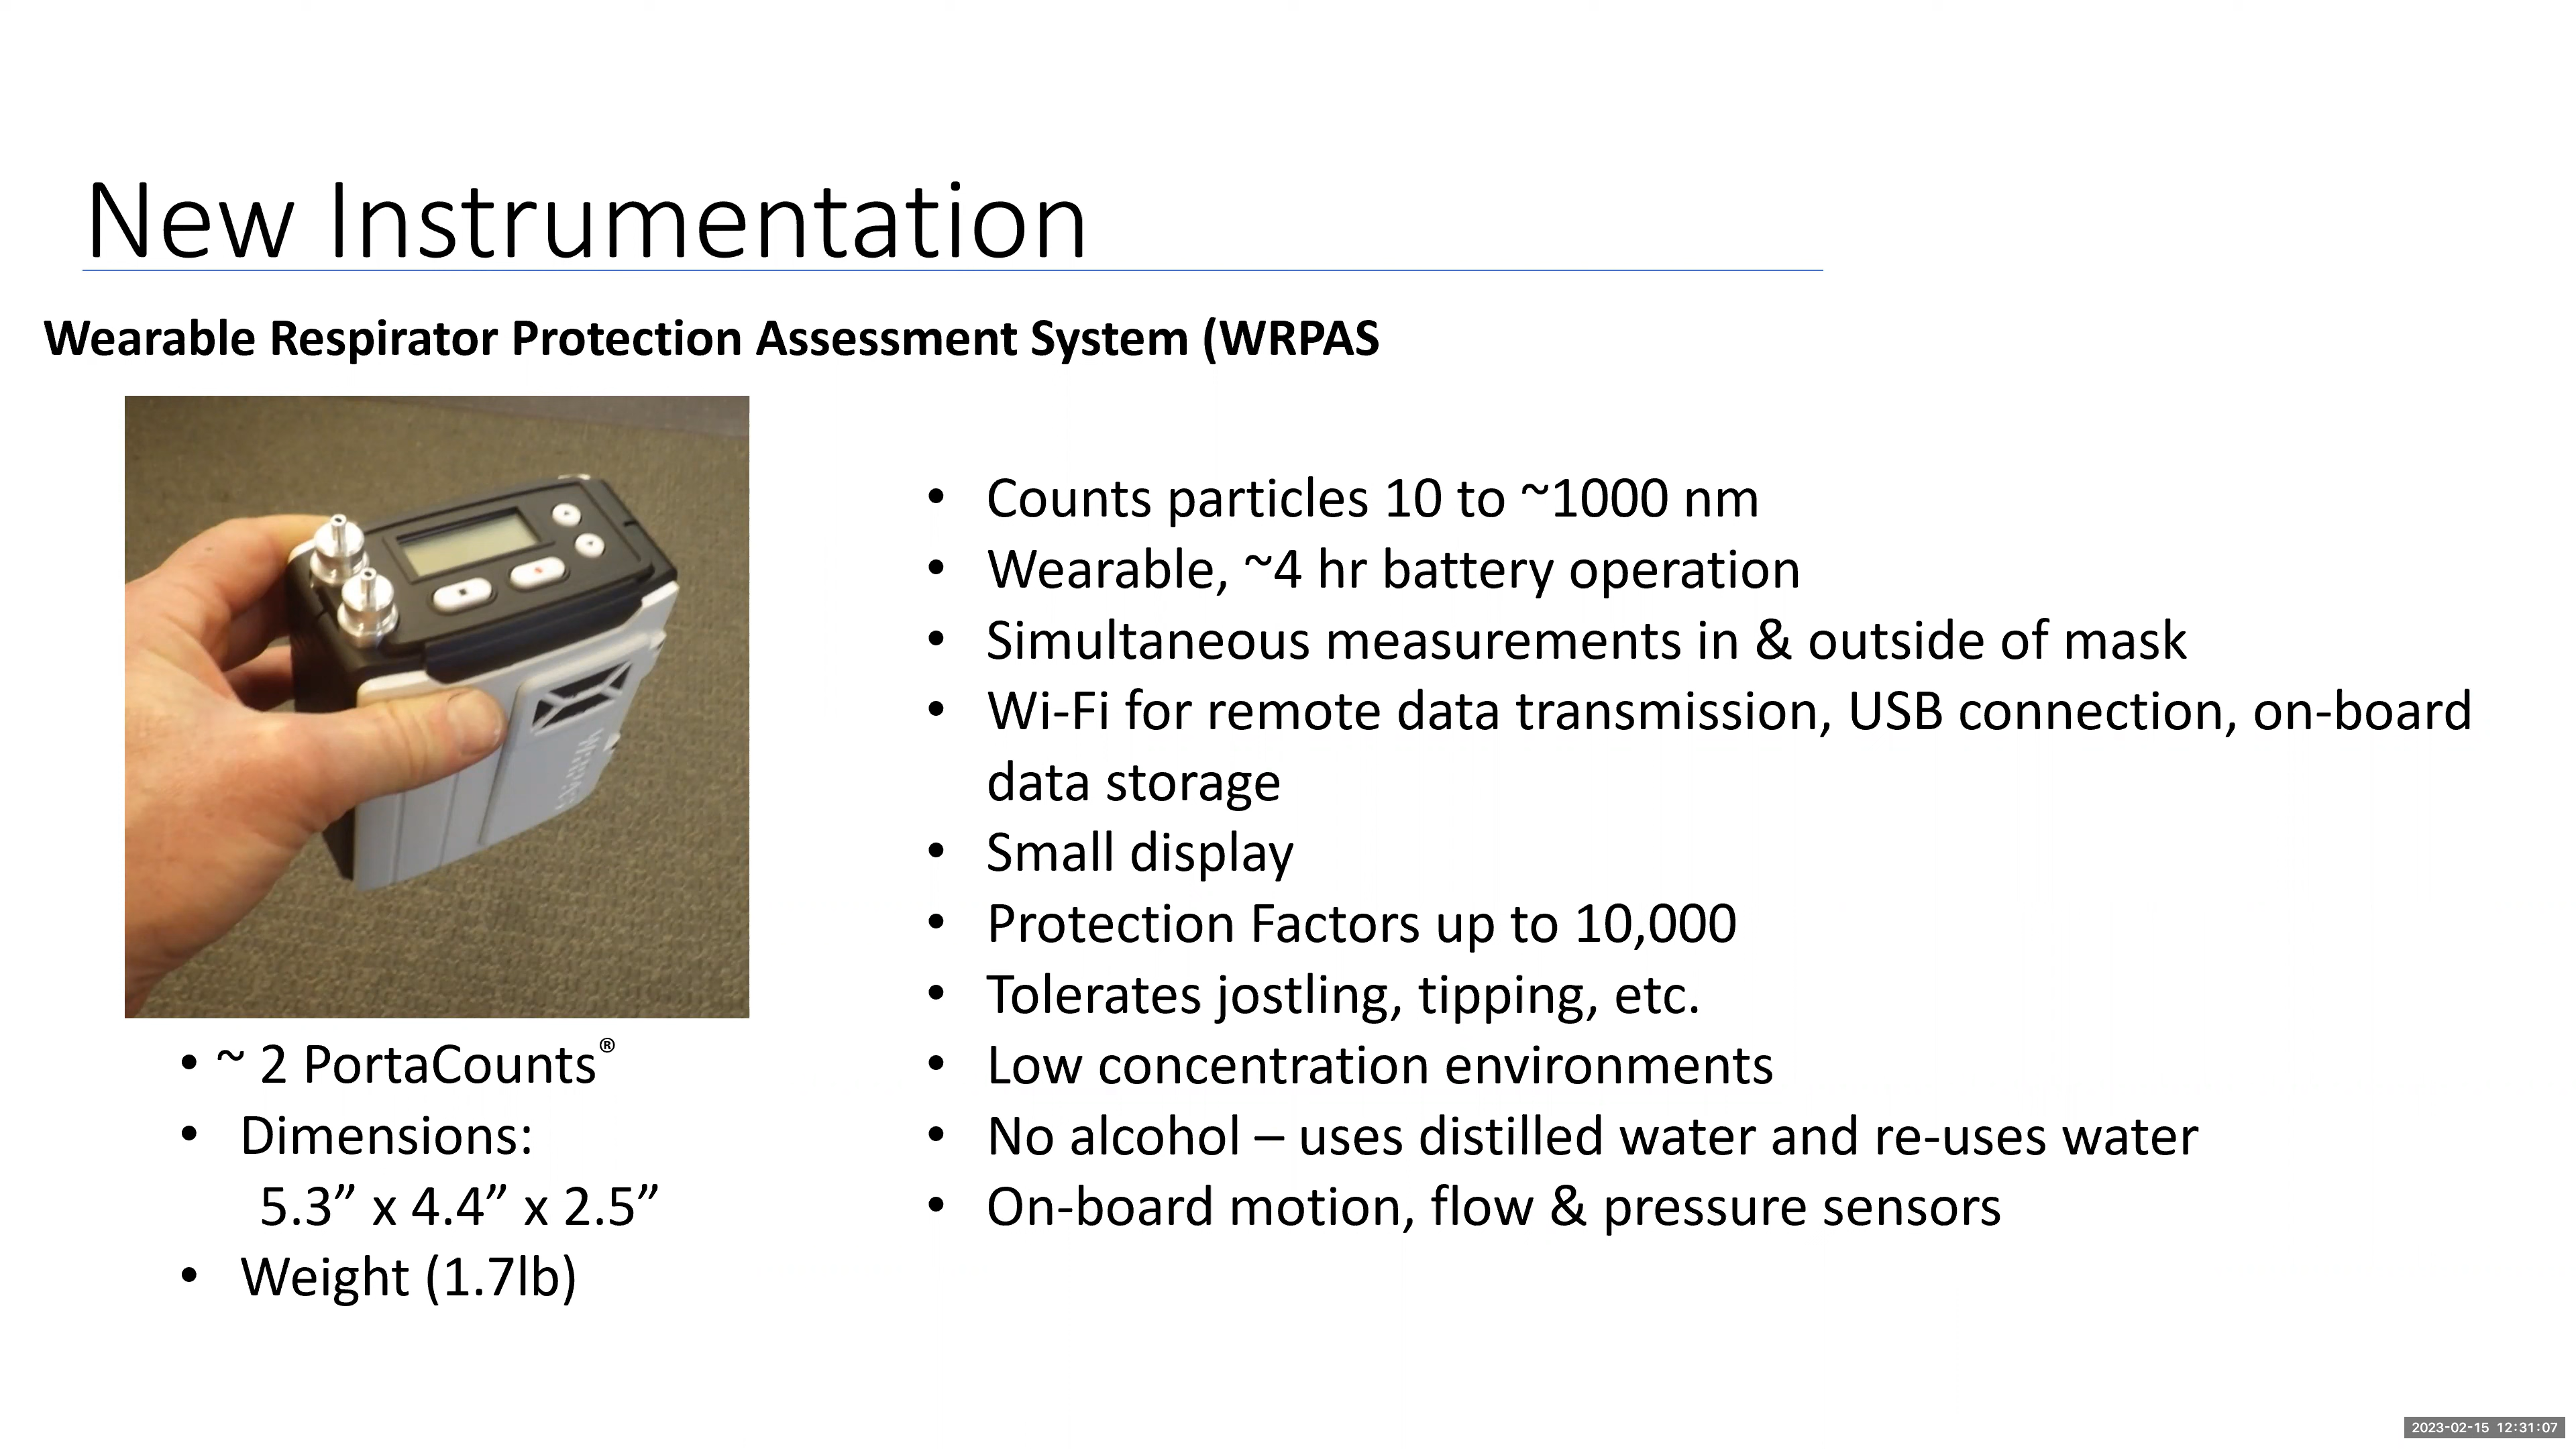 New Instrumentation
Wearable Respirator Protection Assessment System (WRPAS
• ~ 2 PortaCounts®
• Dimensions:
5.3” x 4.4” x 2.5”
• Weight (1.7lb)
• Counts particles 10 to ~1000 nm
• Wearable, ~4 hr battery operation
• Simultaneous measurements in & outside of mask
• Wi-Fi for remote data transmission, USB connection, on-board
data storage
• Small display
• Protection Factors up to 10,000
• Tolerates jostling, tipping, etc.
• Low concentration environments
• No alcohol – uses distilled water and re-uses water
• On-board motion, flow & pressure sensors
2023-02-15 12:31:07